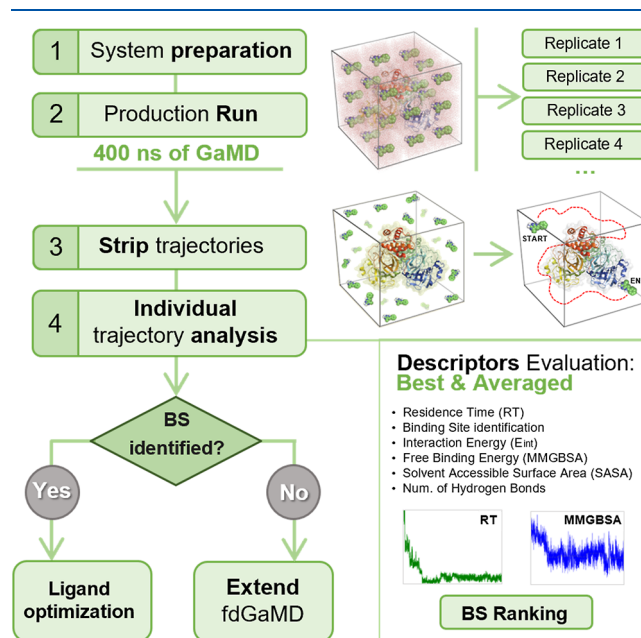 1
System preparation
2
Production Run
400 ns of GaMD
Replicate 1
Replicate 2
Replicate 3
Replicate 4
...
3
Strip trajectories
START
EN
4
Individual
trajectory analysis
BS
identified?
Yes
No
Ligand
optimization
Extend
fdGaMD
Descriptors Evaluation:
Best & Averaged
• Residence Time (RT)
• Binding Site identification
• Interaction Energy (Eint)
• Free Binding Energy (MMGBSA)
• Solvent Accessible Surface Area (SASA)
• Num. of Hydrogen Bonds
RT
MMGBSA
BS Ranking